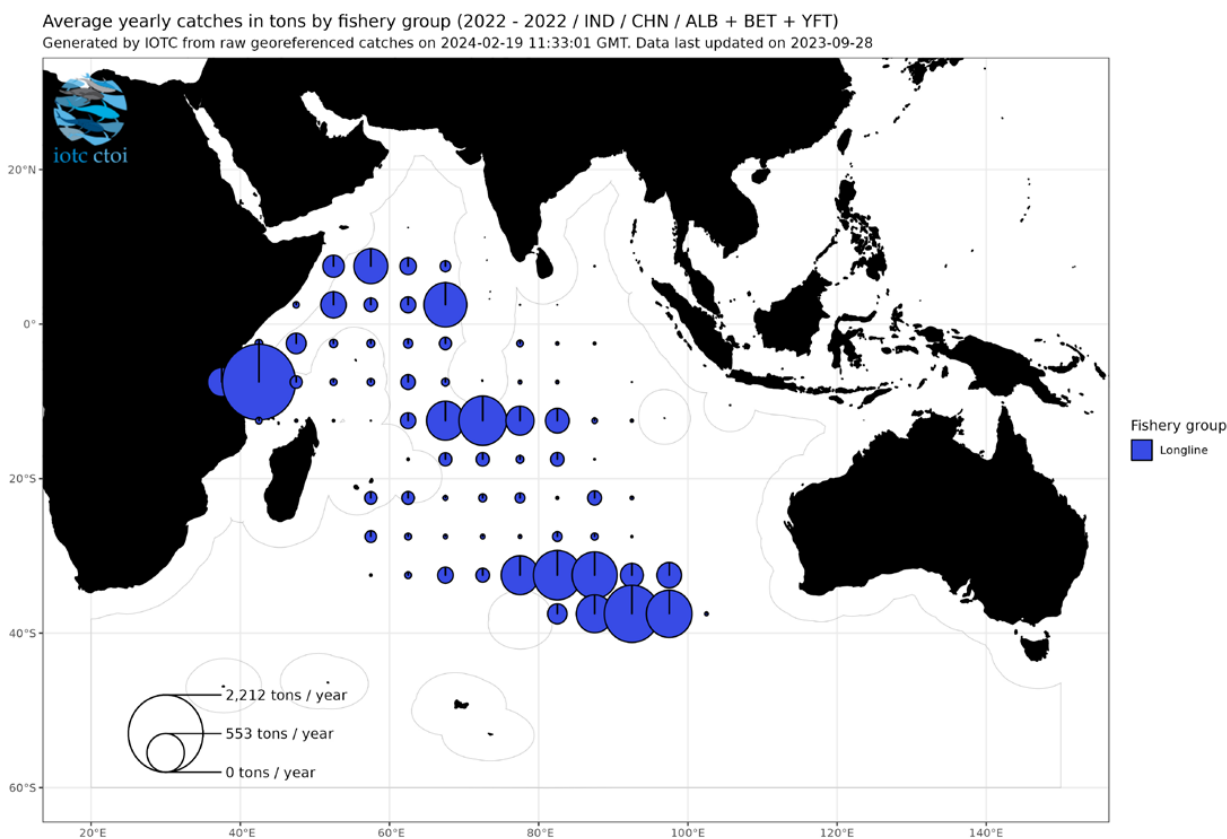 Average yearly catches in tons by fishery group (2022 - 2022 / IND / CHN / ALB + BET + YFT)
Generated by IOTC from raw georeferenced catches on 2024-02-19 11:33:01 GMT. Data last updated on 2023-09-28
iotc ctoi
20°N
0°
20°S
40°S
60°S
Fishery group
Longline
2,212 tons / year
553 tons / year
0 tons / year
20°E 40°E 60°E 80°E 100°E 120°E 140°E